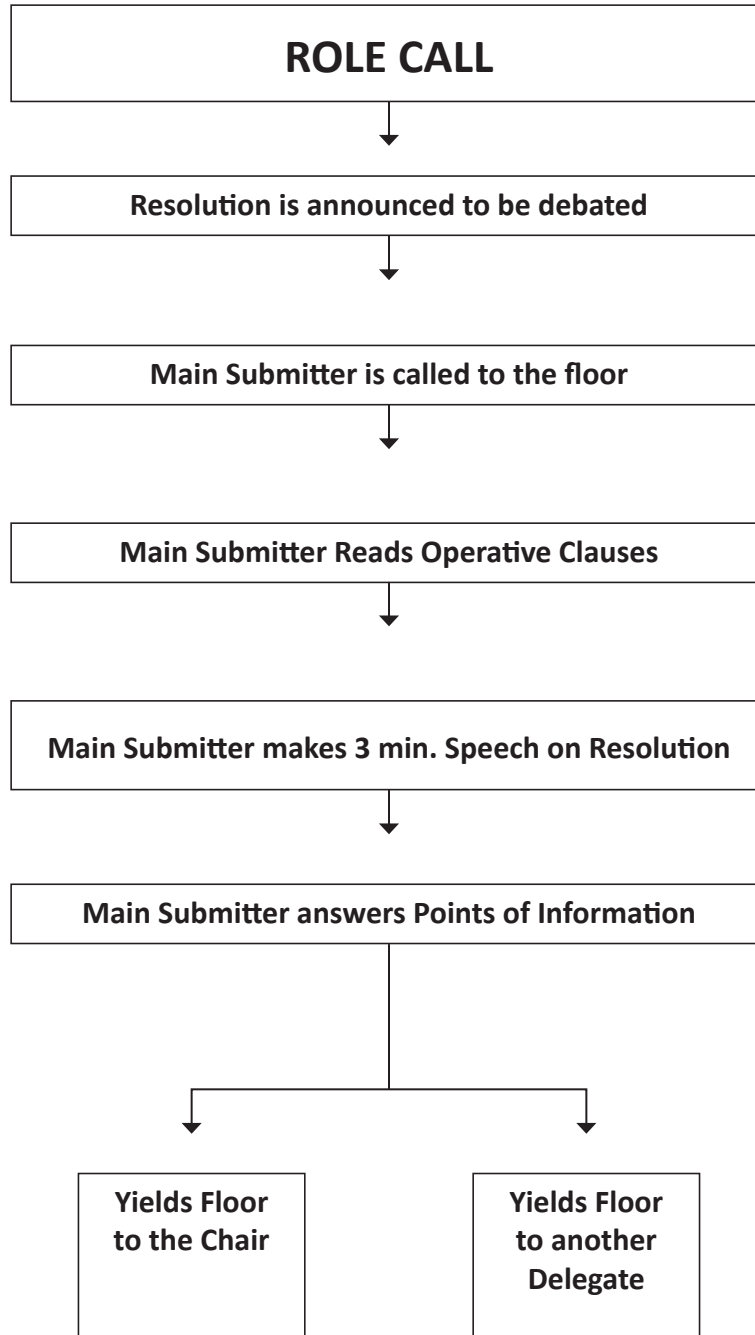 ROLE CALL
Resolution is announced to be debated
Main Submitter is called to the floor
Main Submitter Reads Operative Clauses
Main Submitter makes 3 min. Speech on Resolution
Main Submitter answers Points of Information
Yields Floor
to the Chair
Yields Floor
to another
Delegate